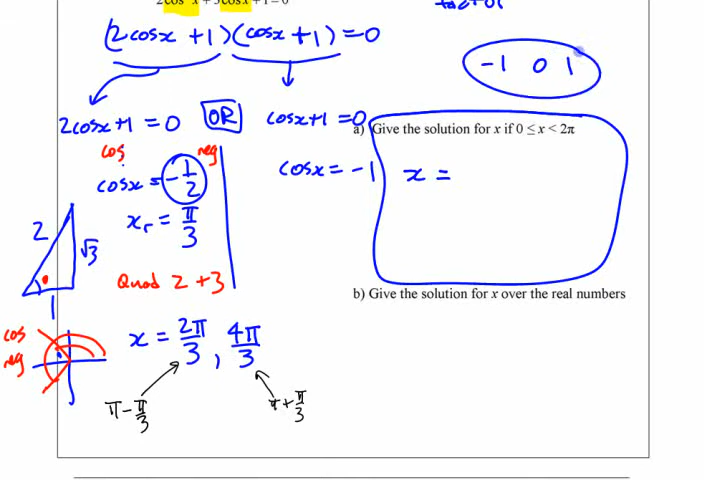 (2cosx + 1)(cosx + 1) = 0
-1 0 1
2cosx + 1 = 0 OR cosx + 1 = 0
a) Give the solution for x if 0 ≤ x < 2π
cos neg
cosx = -1/2
cosx = -1
x =
2 √3 1
xᵣ = π/3
Quad 2 + 3
b) Give the solution for x over the real numbers
cos
neg
x = 2π/3, 4π/3
π - π/3
π + π/3